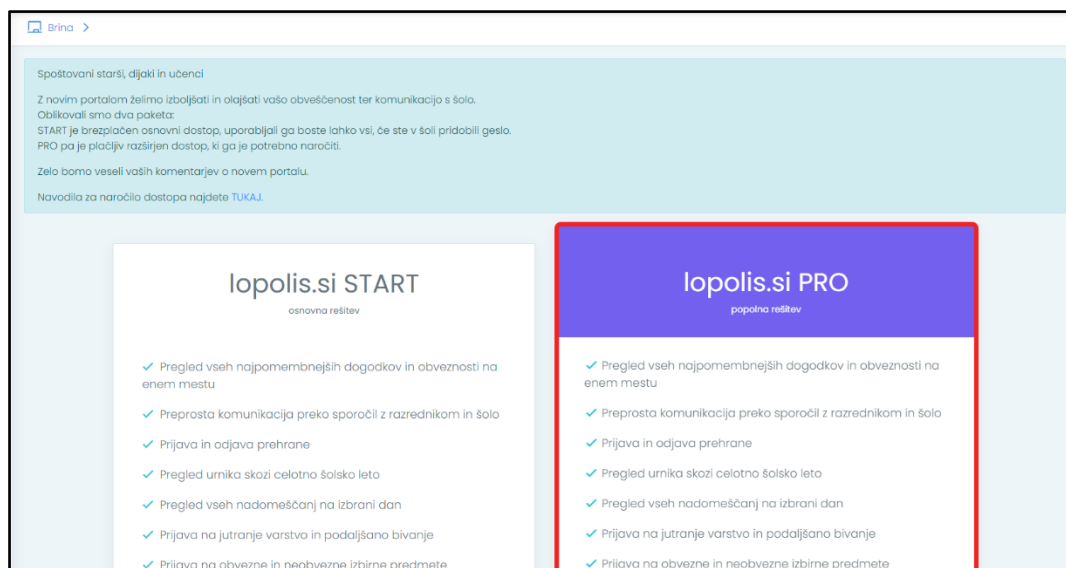 Brina >
Spoštovani starši, dijaki in učenci
Z novim portalom želimo izboljšati in olajšati vašo obveščenost ter komunikacijo s šolo.
Oblikovali smo dva paketa:
START je brezplačen osnovni dostop, uporabljali ga boste lahko vsi, če ste v šoli pridobili geslo.
PRO pa je plačljiv razširjen dostop, ki ga je potrebno naročiti.
Zelo bomo veseli vaših komentarjev o novem portalu.
Navodila za naročilo dostopa najdete TUKAJ.
lopolis.si START
osnovna rešitev
Pregled vseh najpomembnejših dogodkov in obveznosti na
enem mestu
Preprosta komunikacija preko sporočil z razrednikom in šolo
Prijava in odjava prehrane
Pregled urnika skozi celotno šolsko leto
Pregled vseh nadomeščanj na izbrani dan
Prijava na jutranje varstvo in podaljšano bivanje
Prijava na obvezne in neobvezne izbirne predmete
lopolis.si PRO
popolna rešitev
Pregled vseh najpomembnejših dogodkov in obveznosti na
enem mestu
Preprosta komunikacija preko sporočil z razrednikom in šolo
Prijava in odjava prehrane
Pregled urnika skozi celotno šolsko leto
Pregled vseh nadomeščanj na izbrani dan
Prijava na jutranje varstvo in podaljšano bivanje
Prijava na obvezne in neobvezne izbirne predmete